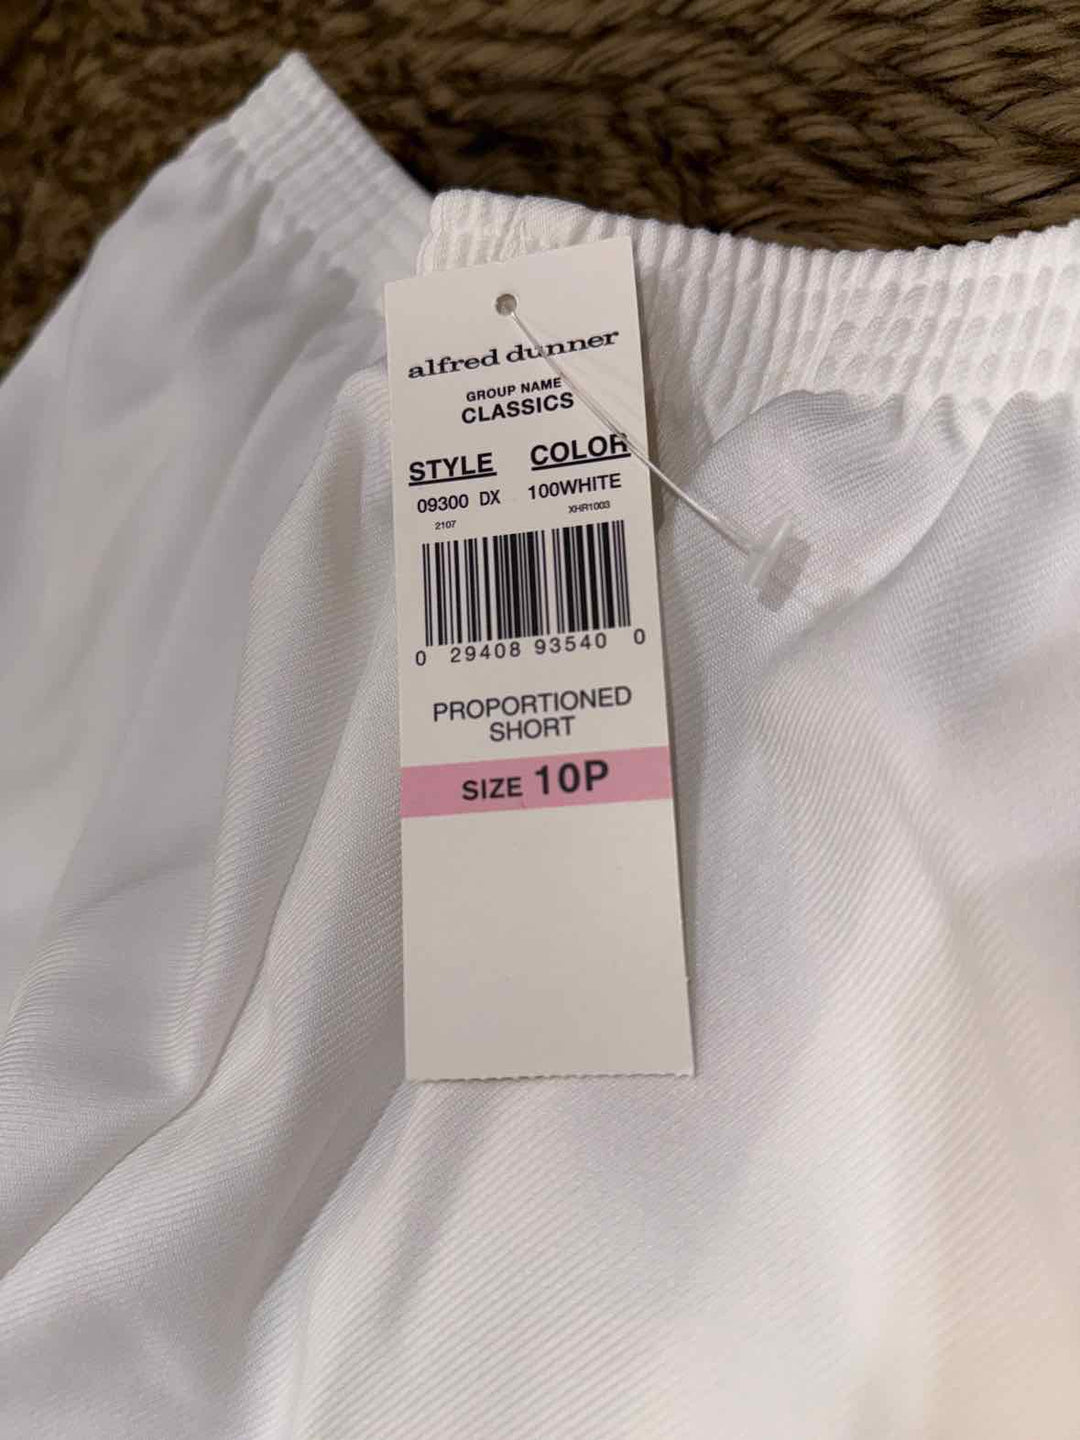 alfred dunner
GROUP NAME
CLASSICS
STYLE COLOR
09300 DX 100WHITE
2107 XHR1003
0 29408 93540 0
PROPORTIONED
SHORT
SIZE 10P